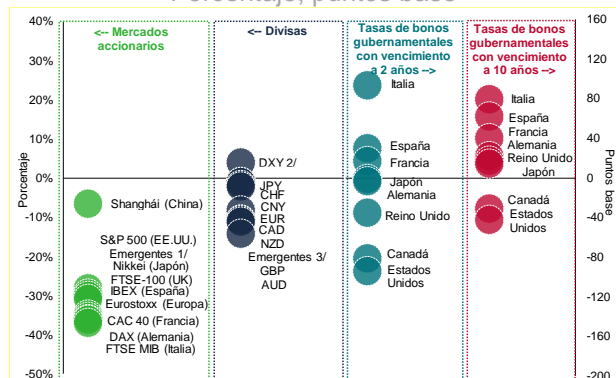 Porcentaje, puntos base
40%
30%
20%
10%
0%
-10%
-20%
-30%
-40%
-50%
Porcentaje
<-- Mercados
accionarios
Shanghái (China)
S&P 500 (EE.UU.)
Emergentes 1/
Nikkei (Japón)
FTSE-100 (UK)
IBEX (España)
Eurostoxx (Europa)
CAC 40 (Francia)
DAX (Alemania)
FTSE MIB (Italia)
<-- Divisas
DXY 2/
JPY
CHF
CNY
EUR
CAD
NZD
Emergentes 3/
GBP
AUD
Tasas de bonos
gubernamentales
con vencimiento
a 2 años -->
Italia
España
Francia
Japón
Alemania
Reino Unido
Canadá
Estados
Unidos
Tasas de bonos
gubernamentales
con vencimiento
a 10 años -->
Italia
España
Francia
Alemania
Reino Unido
Japón
Canadá
Estados
Unidos
160
120
80
40
0
-40
-80
-120
-160
-200
Puntos base